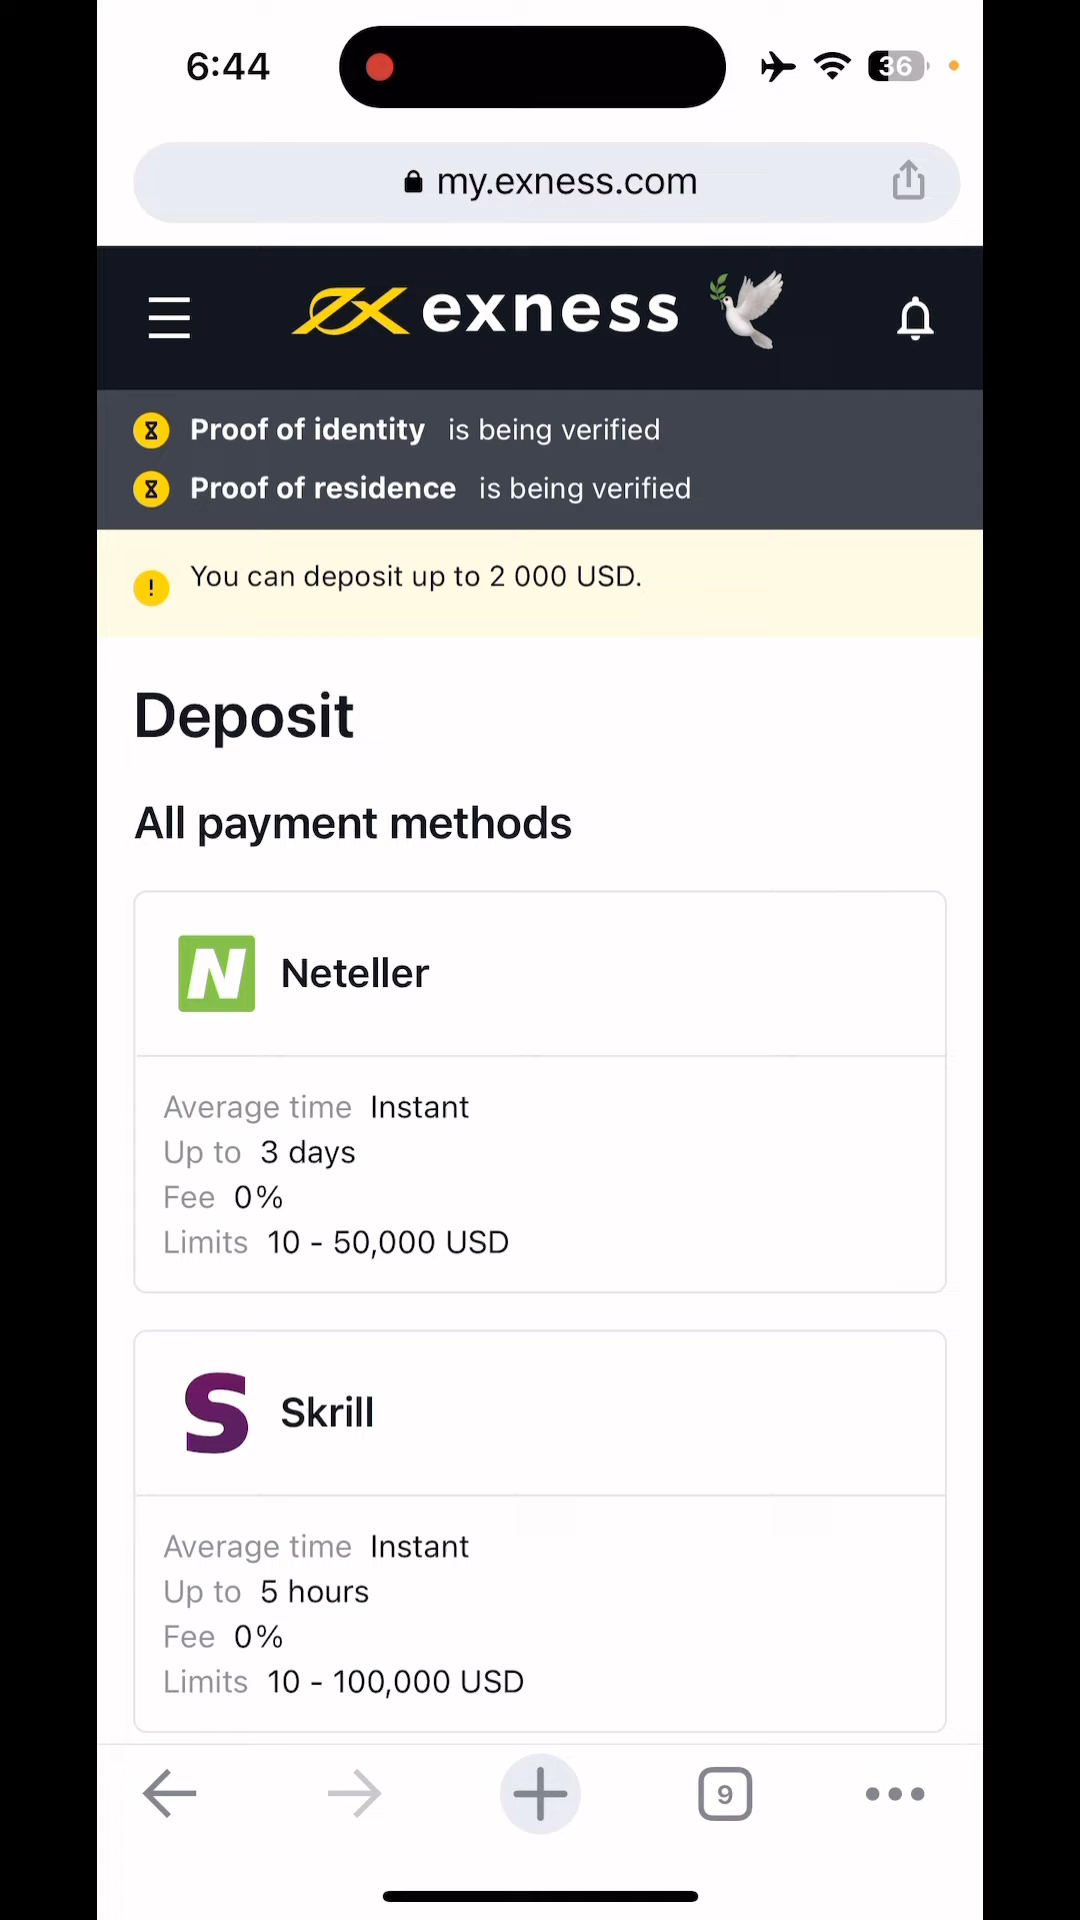 6:44
36
my.exness.com
exness
Proof of identity is being verified
Proof of residence is being verified
! You can deposit up to 2 000 USD.
Deposit
All payment methods
N Neteller
Average time Instant
Up to 3 days
Fee 0%
Limits 10 - 50,000 USD
S Skrill
Average time Instant
Up to 5 hours
Fee 0%
Limits 10 - 100,000 USD
9